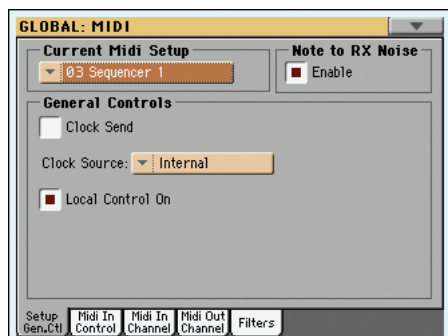 GLOBAL: MIDI
Current Midi Setup
03 Sequencer 1
Note to RX Noise
Enable
General Controls
Clock Send
Clock Source: Internal
Local Control On
Setup Gen.Ctl
Midi In Control
Midi In Channel
Midi Out Channel
Filters